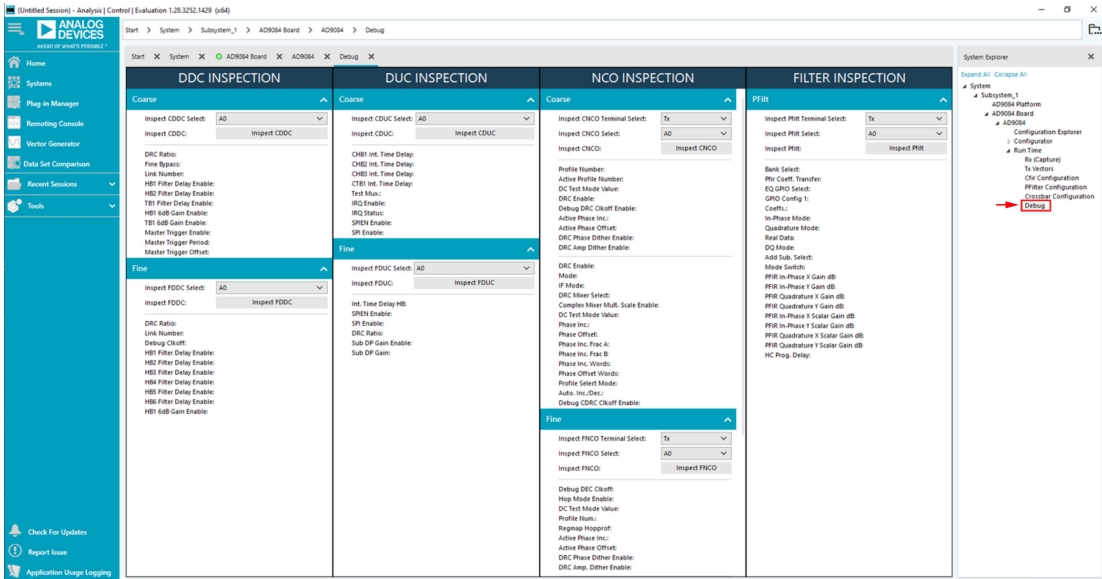 (Untitled Session) - Analysis | Control | Evaluation 1.28.3252.1429 (x64)
ANALOG
DEVICES
AHEAD OF WHAT'S POSSIBLE™
Start > System > Subsystem_1 > AD9084 Board > AD9084 > Debug
Home
Systems
Plug-in Manager
Remoting Console
Vector Generator
Data Set Comparison
Recent Sessions
Tools
Check For Updates
Report Issue
Application Usage Logging
Start X System X AD9084 Board X AD9084 X Debug X
DDC INSPECTION
Coarse
Inspect CDDC Select: A0
Inspect CDDC: Inspect CDDC
DRC Ratio:
Fine Bypass:
Link Number:
HB1 Filter Delay Enable:
HB2 Filter Delay Enable:
TB1 Filter Delay Enable:
HB1 6dB Gain Enable:
TB1 6dB Gain Enable:
Master Trigger Enable:
Master Trigger Period:
Master Trigger Offset:
Fine
Inspect FDDC Select: A0
Inspect FDDC: Inspect FDDC
DRC Ratio:
Link Number:
Debug Clkoff:
HB1 Filter Delay Enable:
HB2 Filter Delay Enable:
HB3 Filter Delay Enable:
HB4 Filter Delay Enable:
HB5 Filter Delay Enable:
HB6 Filter Delay Enable:
HB1 6dB Gain Enable:
DUC INSPECTION
Coarse
Inspect CDUC Select: A0
Inspect CDUC: Inspect CDUC
CHB1 Int. Time Delay:
CHB2 Int. Time Delay:
CHB3 Int. Time Delay:
CTB1 Int. Time Delay:
Test Mux.:
IRQ Enable:
IRQ Status:
SPIEN Enable:
SPI Enable:
Fine
Inspect FDUC Select: A0
Inspect FDUC: Inspect FDUC
Int. Time Delay HB:
SPIEN Enable:
SPI Enable:
DRC Ratio:
Sub DP Gain Enable:
Sub DP Gain:
NCO INSPECTION
Coarse
Inspect CNCO Terminal Select: Tx
Inspect CNCO Select: A0
Inspect CNCO: Inspect CNCO
Profile Number:
Active Profile Number:
DC Test Mode Value:
DRC Enable:
Debug DRC Clkoff Enable:
Active Phase Inc.:
Active Phase Offset:
DRC Phase Dither Enable:
DRC Amp Dither Enable:
DRC Enable:
Mode:
IF Mode:
DRC Mixer Select:
Complex Mixer Mult. Scale Enable:
DC Test Mode Value:
Phase Inc.:
Phase Offset:
Phase Inc. Frac A:
Phase Inc. Frac B:
Phase Inc. Words:
Phase Offset Words:
Profile Select Mode:
Auto. Inc./Dec.:
Debug CDRC Clkoff Enable:
Fine
Inspect FNCO Terminal Select: Tx
Inspect FNCO Select: A0
Inspect FNCO: Inspect FNCO
Debug DEC Clkoff:
Hop Mode Enable:
DC Test Mode Value:
Profile Num.:
Regmap Hopprof:
Active Phase Inc.:
Active Phase Offset:
DRC Phase Dither Enable:
DRC Amp. Dither Enable:
FILTER INSPECTION
PFilt
Inspect Pfilt Terminal Select: Rx
Inspect Pfilt Select: A0
Inspect Pfilt: Inspect Pfilt
Bank Select:
Pfir Coeff. Transfer:
EQ GPIO Select:
GPIO Config 1:
Coeffs.:
In-Phase Mode:
Quadrature Mode:
Real Data:
DQ Mode:
Add Sub. Select:
Mode Switch:
PFIR In-Phase X Gain dB:
PFIR In-Phase Y Gain dB:
PFIR Quadrature X Gain dB:
PFIR Quadrature Y Gain dB:
PFIR In-Phase X Scalar Gain dB:
PFIR In-Phase Y Scalar Gain dB:
PFIR Quadrature X Scalar Gain dB:
PFIR Quadrature Y Scalar Gain dB:
HC Prog. Delay:
System Explorer X
Expand All Collapse All
System
Subsystem_1
AD9084 Platform
AD9084 Board
AD9084
Configuration Explorer
Configurator
Run Time
Rx (Capture)
Tx Vectors
Cfir Configuration
PFilter Configuration
Crossbar Configuration
Debug